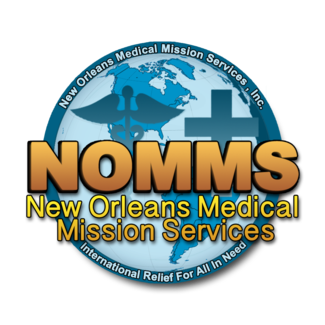 New Orleans Medical Mission Services, Inc.
NOMMS
New Orleans Medical
Mission Services
International Relief For All In Need